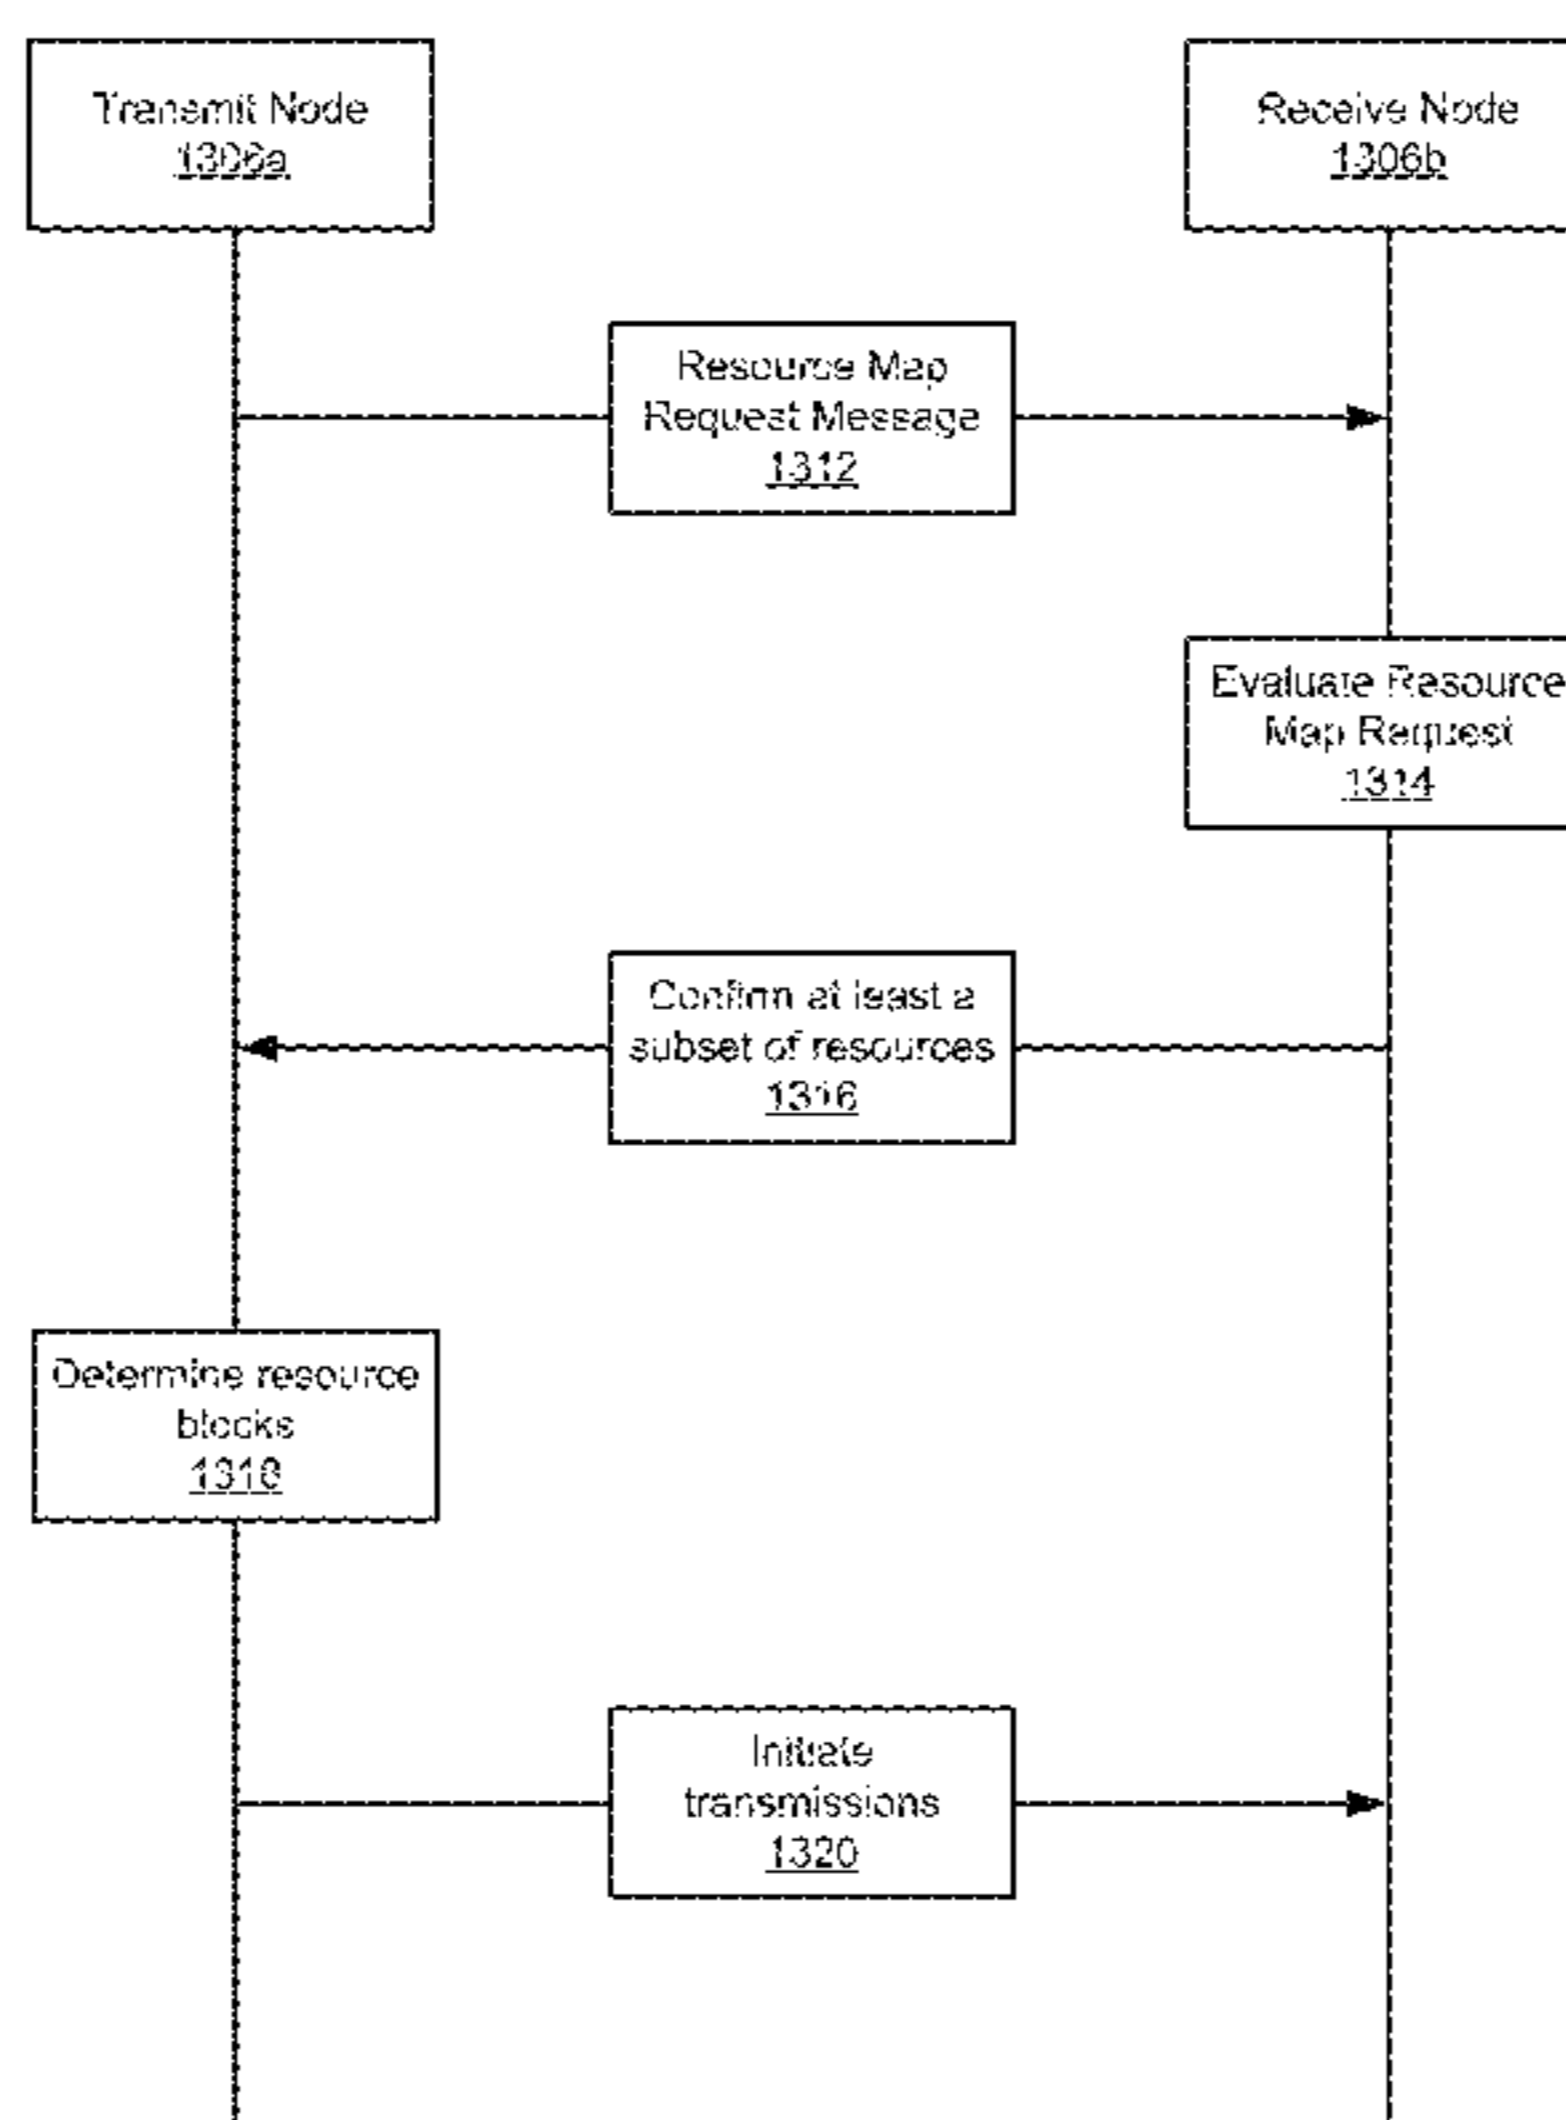 Transmit Node
1306a
Receive Node
1306b
Resource Map
Request Message
1312
Evaluate Resource
Map Request
1314
Confirm at least a
subset of resources
1316
Determine resource
blocks
1318
Initiate
transmissions
1320